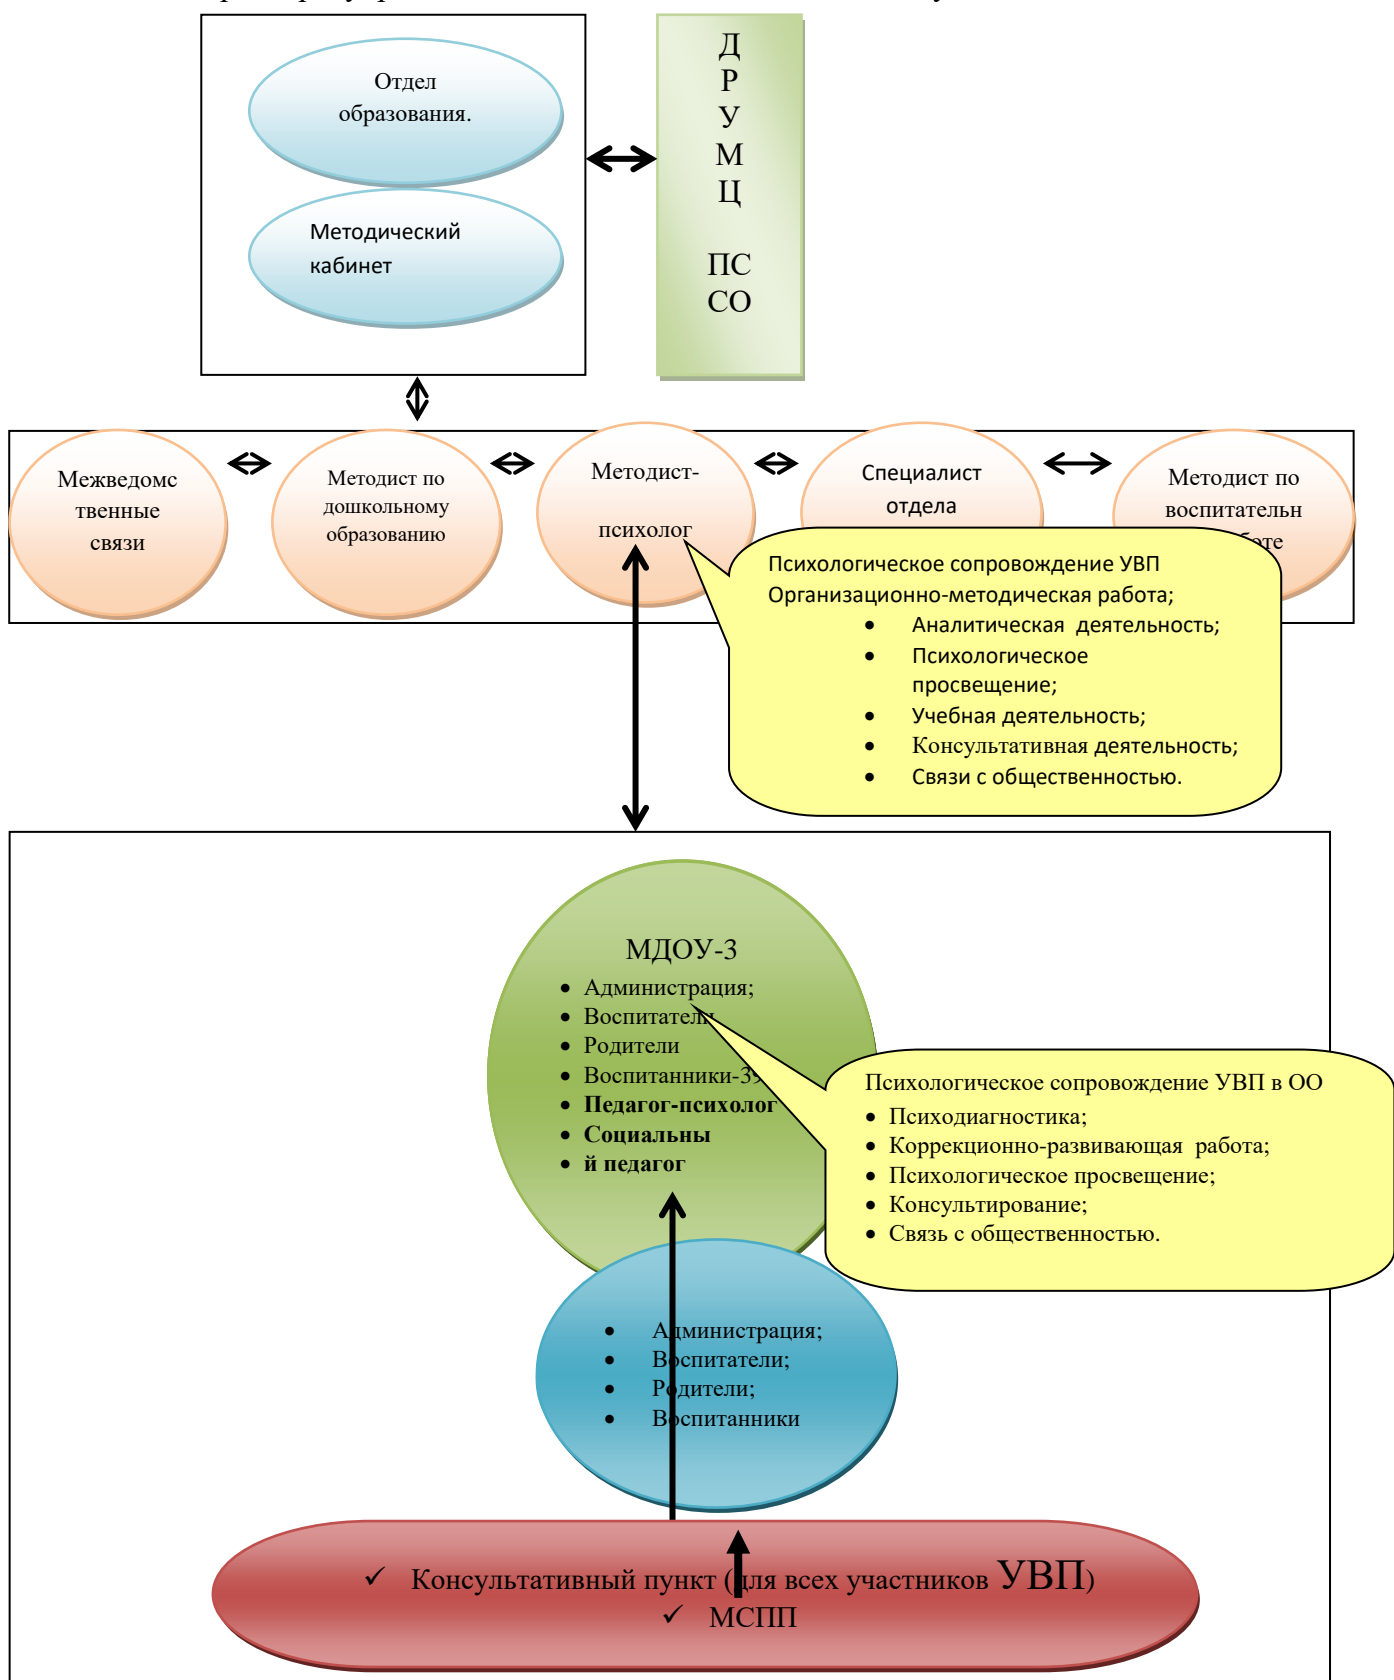 Отдел
образования.
Методический
кабинет
Д
Р
У
М
Ц
ПС
СО
Межведомс
твенные
связи
Методист по
дошкольному
образованию
Методист-
психолог
Специалист
отдела
Методист по
воспитательн
Психологическое сопровождение УВП
Организационно-методическая работа;
• Аналитическая деятельность;
• Психологическое
просвещение;
• Учебная деятельность;
• Консультативная деятельность;
• Связи с общественностью.
МДОУ-3
• Администрация;
• Воспитатели
• Родители
• Воспитанники-39
• Педагог-психолог
• Социальны
• й педагог
Психологическое сопровождение УВП в ОО
• Психодиагностика;
• Коррекционно-развивающая работа;
• Психологическое просвещение;
• Консультирование;
• Связь с общественностью.
• Администрация;
• Воспитатели;
• Родители;
• Воспитанники
✓ Консультативный пункт (для всех участников УВП)
✓ МСПП